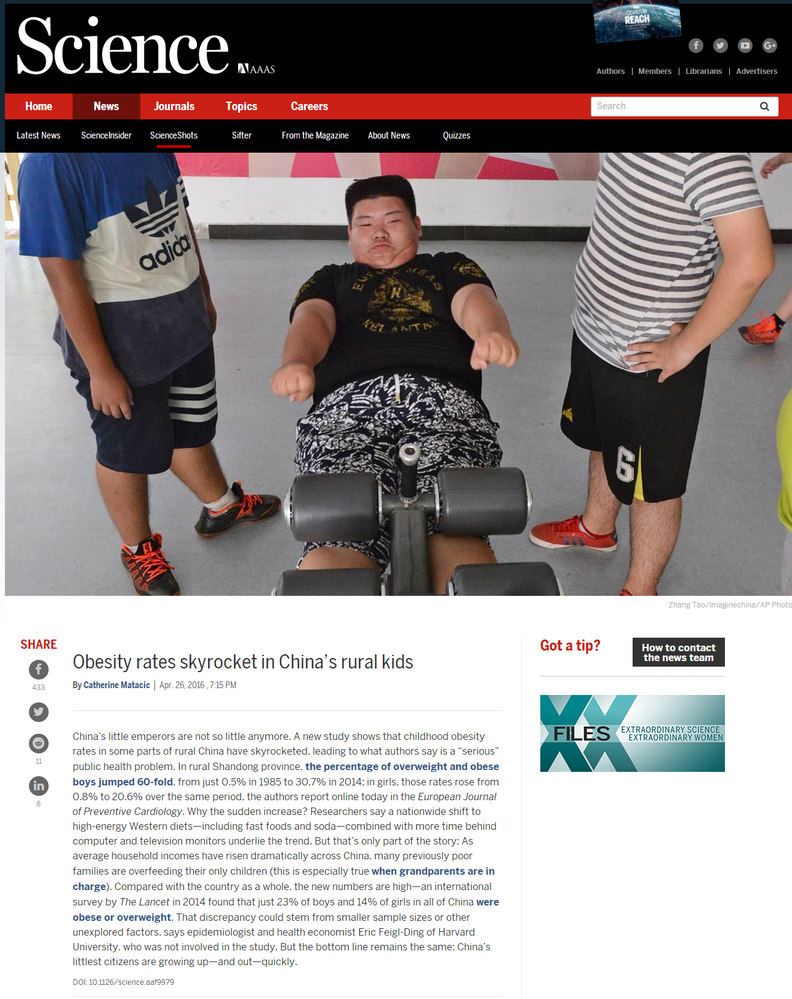 QUANTUM
REACH
Science
AAAS
Authors | Members | Librarians | Advertisers
Home News Journals Topics Careers
Search
Latest News ScienceInsider ScienceShots Sifter From the Magazine About News Quizzes
adidas
H
KELANTA
6
Zhang Tao/Imaginechina/AP Photo
SHARE
433
11
8
Obesity rates skyrocket in China’s rural kids
By Catherine Matacic | Apr. 26, 2016 , 7:15 PM
China’s little emperors are not so little anymore. A new study shows that childhood obesity
rates in some parts of rural China have skyrocketed, leading to what authors say is a “serious”
public health problem. In rural Shandong province, the percentage of overweight and obese
boys jumped 60-fold, from just 0.5% in 1985 to 30.7% in 2014; in girls, those rates rose from
0.8% to 20.6% over the same period, the authors report online today in the European Journal
of Preventive Cardiology. Why the sudden increase? Researchers say a nationwide shift to
high-energy Western diets—including fast foods and soda—combined with more time behind
computer and television monitors underlie the trend. But that’s only part of the story: As
average household incomes have risen dramatically across China, many previously poor
families are overfeeding their only children (this is especially true when grandparents are in
charge). Compared with the country as a whole, the new numbers are high—an international
survey by The Lancet in 2014 found that just 23% of boys and 14% of girls in all of China were
obese or overweight. That discrepancy could stem from smaller sample sizes or other
unexplored factors, says epidemiologist and health economist Eric Feigl-Ding of Harvard
University, who was not involved in the study. But the bottom line remains the same: China’s
littlest citizens are growing up—and out—quickly.
DOI: 10.1126/science.aaf9979
Got a tip?
How to contact
the news team
XX
FILES
EXTRAORDINARY SCIENCE
EXTRAORDINARY WOMEN